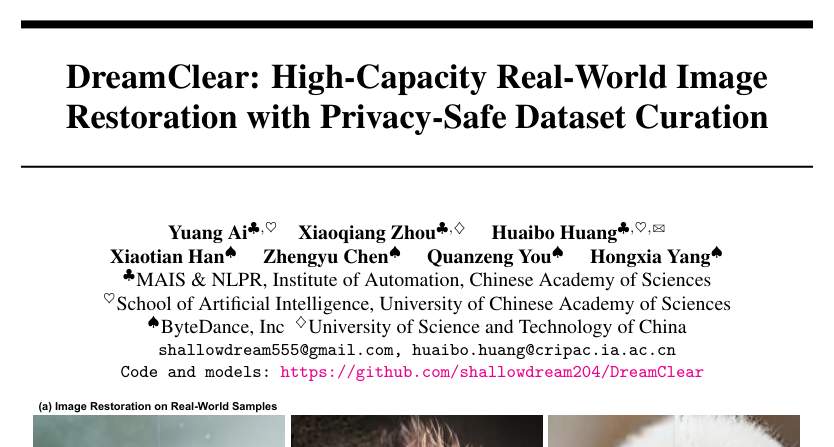 DreamClear: High-Capacity Real-World Image
Restoration with Privacy-Safe Dataset Curation
Yuang Ai♣,♡ Xiaoqiang Zhou♣,♢ Huaibo Huang♣,♡,✉
Xiaotian Han♠ Zhengyu Chen♠ Quanzeng You♠ Hongxia Yang♠
♣MAIS & NLPR, Institute of Automation, Chinese Academy of Sciences
♡School of Artificial Intelligence, University of Chinese Academy of Sciences
♠ByteDance, Inc ♢University of Science and Technology of China
shallowdream555@gmail.com, huaibo.huang@cripac.ia.ac.cn
Code and models: https://github.com/shallowdream204/DreamClear
(a) Image Restoration on Real-World Samples